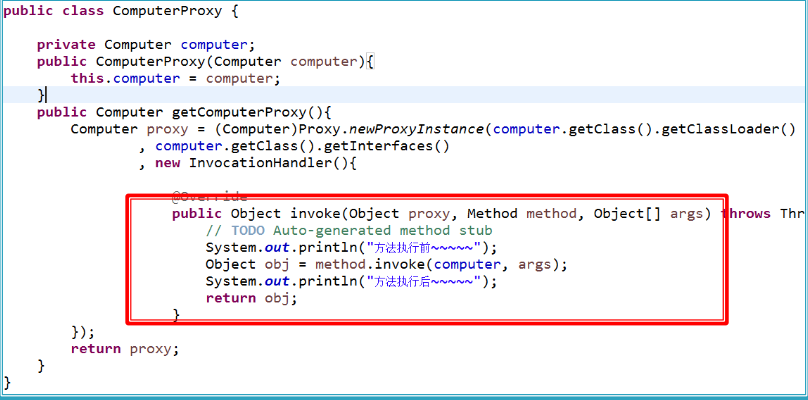 public class ComputerProxy {
private Computer computer;
public ComputerProxy(Computer computer){
this.computer = computer;
}
public Computer getComputerProxy(){
Computer proxy = (Computer)Proxy.newProxyInstance(computer.getClass().getClassLoader()
, computer.getClass().getInterfaces()
, new InvocationHandler(){
@Override
public Object invoke(Object proxy, Method method, Object[] args) throws Thr
// TODO Auto-generated method stub
System.out.println("方法执行前~~~~~");
Object obj = method.invoke(computer, args);
System.out.println("方法执行后~~~~~");
return obj;
}
});
return proxy;
}
}